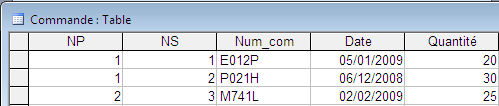 Commande : Table
NP NS Num_com Date Quantité
1 1 E012P 05/01/2009 20
1 2 P021H 06/12/2008 30
2 3 M741L 02/02/2009 25